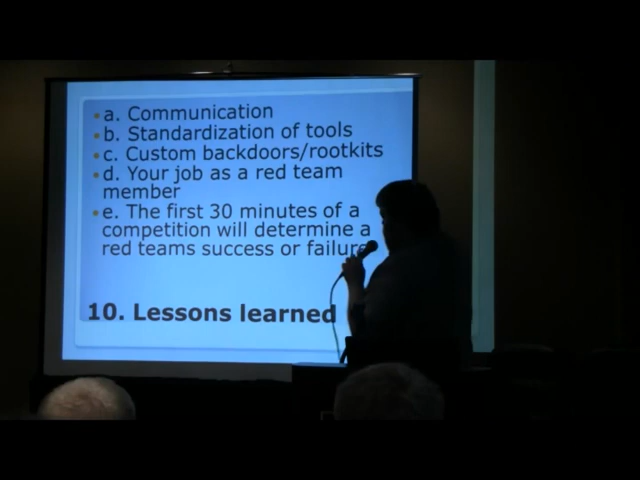 a. Communication
b. Standardization of tools
c. Custom backdoors/rootkits
d. Your job as a red team
member
e. The first 30 minutes of a
competition will determine a
red teams success or failure
10. Lessons learned